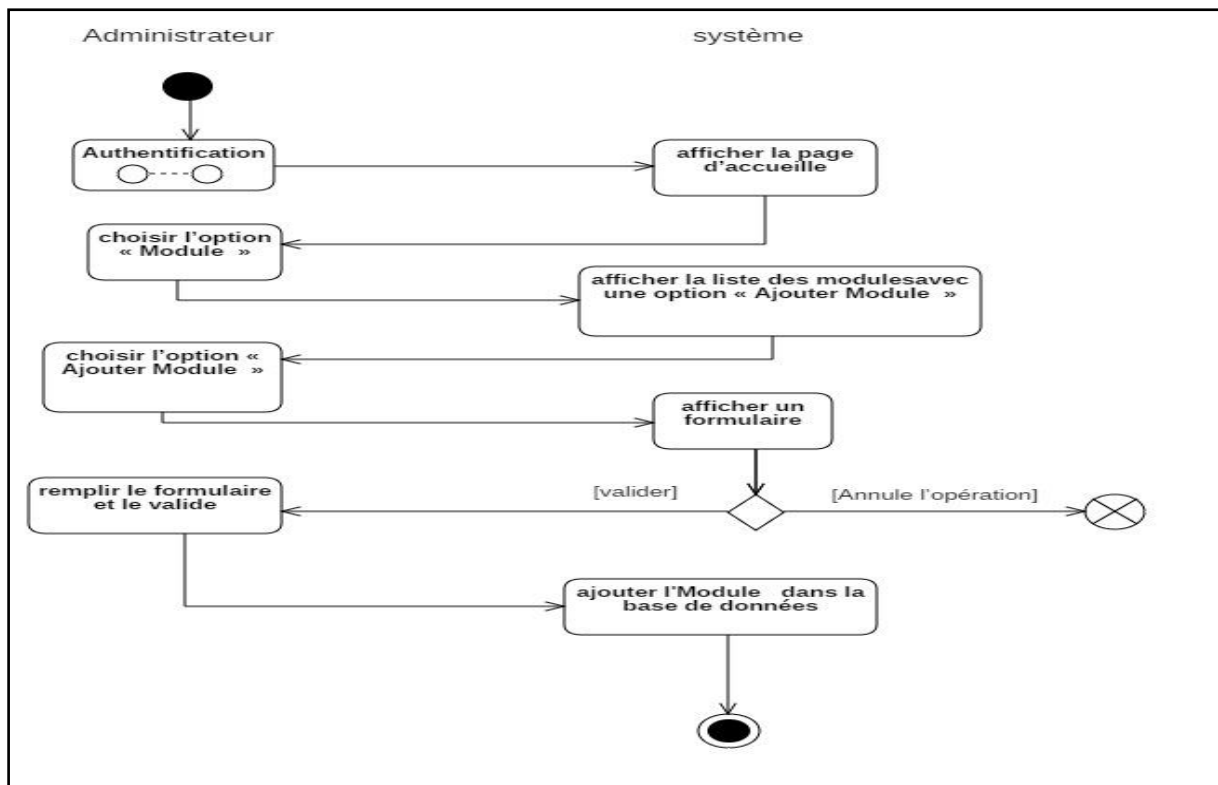 Administrateur
système
Authentification
afficher la page
d'accueille
choisir l'option
« Module »
afficher la liste des modulesavec
une option « Ajouter Module »
choisir l'option «
Ajouter Module »
afficher un
formulaire
[valider]
[Annule l'opération]
remplir le formulaire
et le valide
ajouter l'Module dans la
base de données